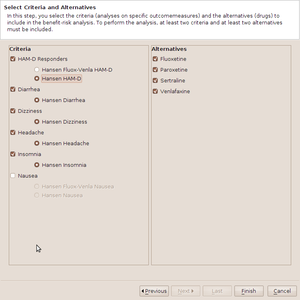 Select Criteria and Alternatives
In this step, you select the criteria (analyses on specific outcomemeasures) and the alternatives (drugs) to
include in the benefit-risk analysis. To perform the analysis, at least two criteria and at least two alternatives
must be included.
Criteria
HAM-D Responders
Hansen Fluox-Venla HAM-D
Hansen HAM-D
Diarrhea
Hansen Diarrhea
Dizziness
Hansen Dizziness
Headache
Hansen Headache
Insomnia
Hansen Insomnia
Nausea
Hansen Fluox-Venla Nausea
Hansen Nausea
Alternatives
Fluoxetine
Paroxetine
Sertraline
Venlafaxine
Previous Next Last Finish Cancel